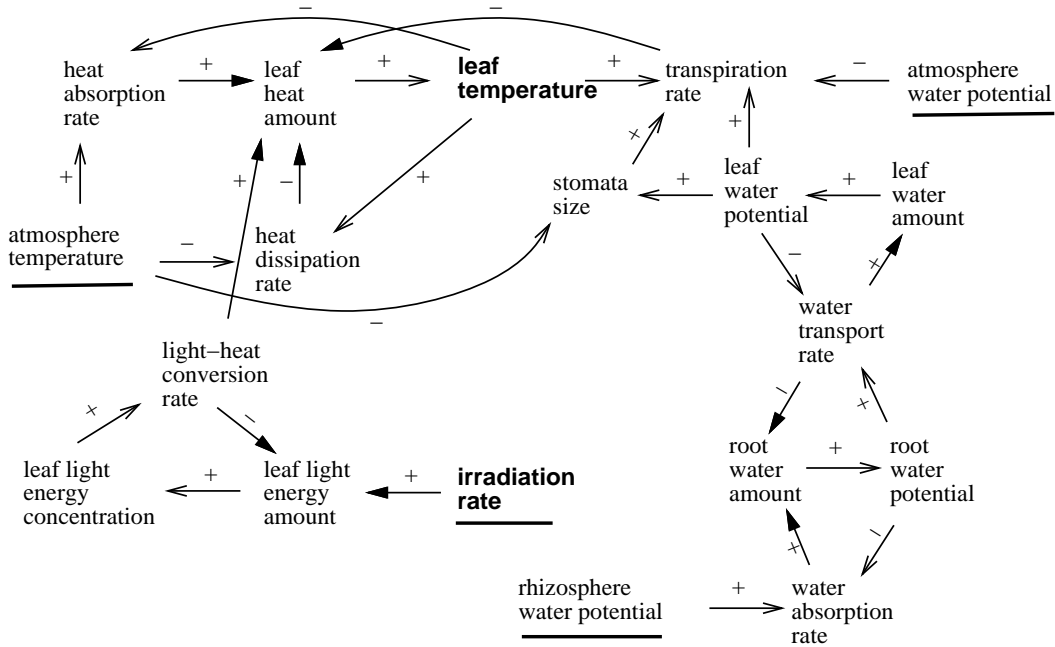 −
−
heat
absorption
rate
+
leaf
heat
amount
+
leaf
temperature
+
transpiration
rate
−
atmosphere
water potential
+
+
−
+
+
+
stomata
size
+
leaf
water
potential
+
leaf
water
amount
atmosphere
temperature
−
heat
dissipation
rate
−
−
+
water
transport
rate
light−heat
conversion
rate
+
−
−
+
leaf light
energy
concentration
+
leaf light
energy
amount
+
irradiation
rate
root
water
amount
+
root
water
potential
+
−
rhizosphere
water potential
+
water
absorption
rate